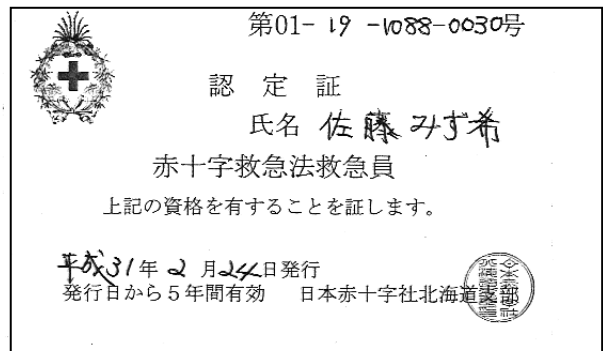 第01- 19 -1088-0030号
認 定 証
氏名 佐藤 みず希
赤十字救急法救急員
上記の資格を有することを証します。
平成31年 2 月24日発行
発行日から5年間有効 日本赤十字社北海道支部